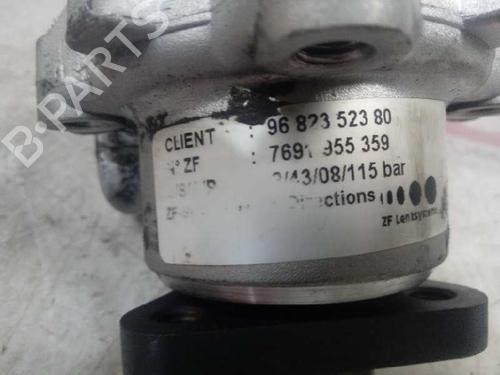 CLIENT : 96 823 523 80
N° ZF : 7691 955 359
/43/08/115 bar
Directions
ZF Lenksysteme
B-PARTS